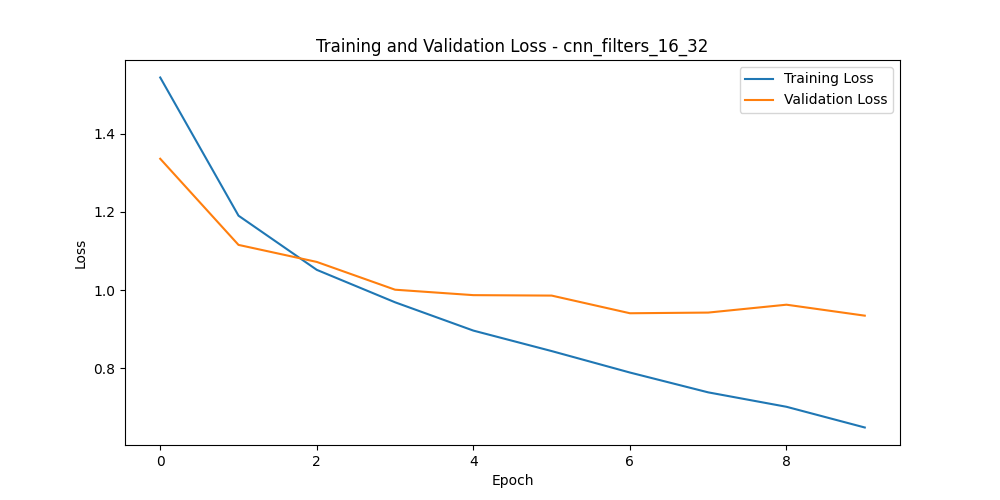 Training and Validation Loss - cnn_filters_16_32
Training Loss
Validation Loss
1.4
1.2
1.0
0.8
Loss
0 2 4 6 8
Epoch